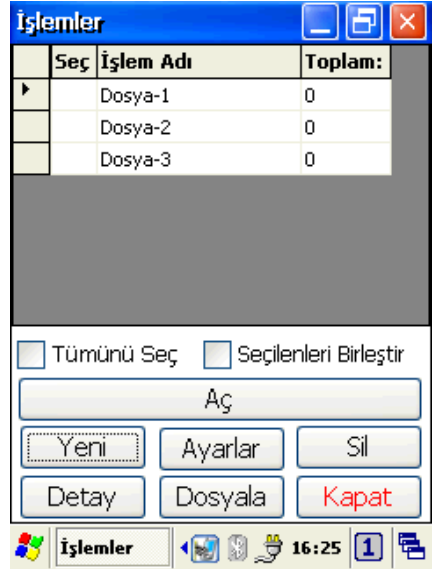 İşlemler
Seç İşlem Adı Toplam:
Dosya-1 0
Dosya-2 0
Dosya-3 0
Tümünü Seç Seçilenleri Birleştir
Aç
Yeni Ayarlar Sil
Detay Dosyala Kapat
İşlemler 16:25 1